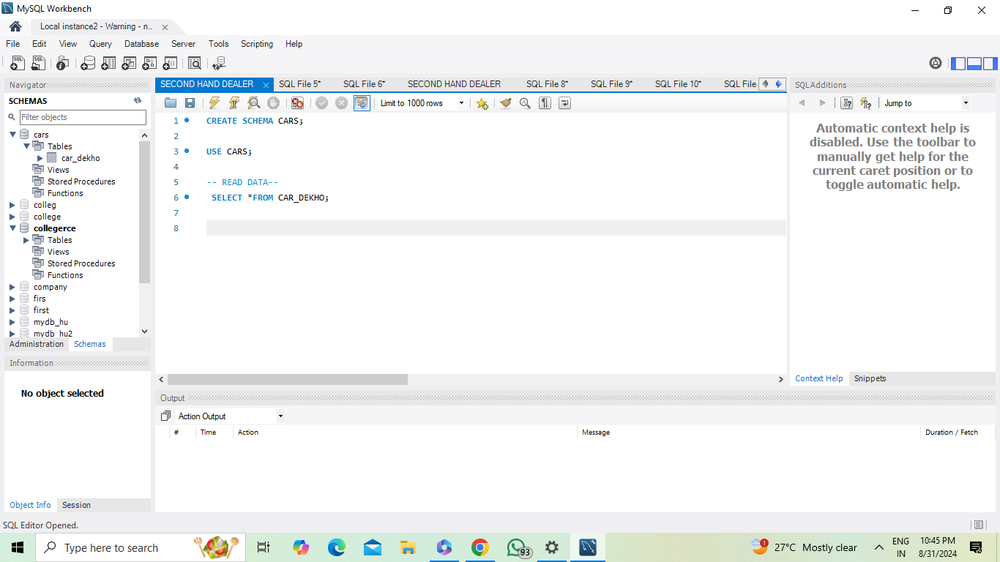 MySQL Workbench
Local instance2 - Warning - n...
File Edit View Query Database Server Tools Scripting Help
Navigator
SCHEMAS
Filter objects
cars
Tables
car_dekho
Views
Stored Procedures
Functions
colleg
college
collegerce
Tables
Views
Stored Procedures
Functions
company
firs
first
mydb_hu
mydb_hu2
Administration Schemas
Information
No object selected
Object Info Session
SECOND HAND DEALER SQL File 5* SQL File 6* SECOND HAND DEALER SQL File 8* SQL File 9* SQL File 10* SQL File
Limit to 1000 rows
1 CREATE SCHEMA CARS;
2
3 USE CARS;
4
5 -- READ DATA--
6 SELECT *FROM CAR_DEKHO;
7
8
SQLAdditions
Jump to
Automatic context help is
disabled. Use the toolbar to
manually get help for the
current caret position or to
toggle automatic help.
Context Help Snippets
Output
Action Output
# Time Action Message Duration / Fetch
SQL Editor Opened.
Type here to search
93
1
27°C Mostly clear
ENG
IN
10:45 PM
8/31/2024